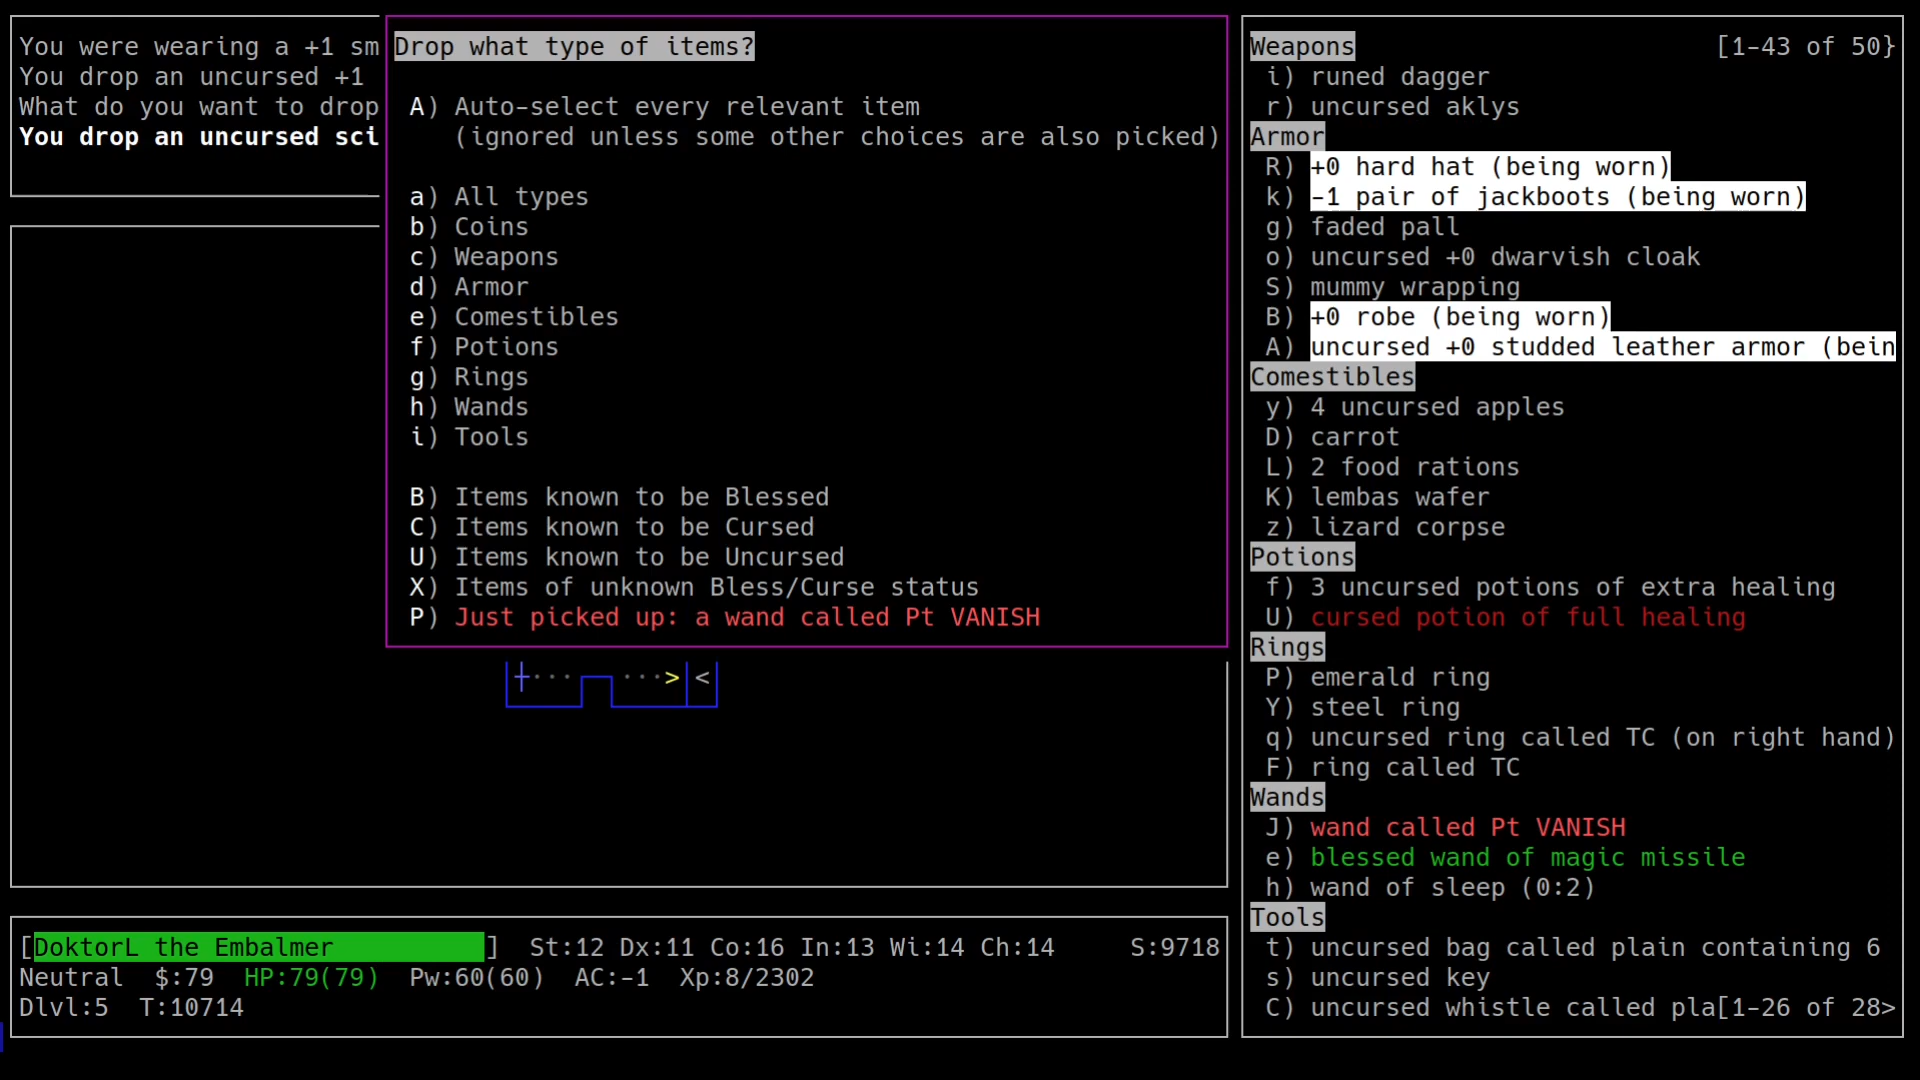 You were wearing a +1 sm
You drop an uncursed +1
What do you want to drop
You drop an uncursed sci
Drop what type of items?
A) Auto-select every relevant item
(ignored unless some other choices are also picked)
a) All types
b) Coins
c) Weapons
d) Armor
e) Comestibles
f) Potions
g) Rings
h) Wands
i) Tools
B) Items known to be Blessed
C) Items known to be Cursed
U) Items known to be Uncursed
X) Items of unknown Bless/Curse status
P) Just picked up: a wand called Pt VANISH
┼··· ···>│<
[DoktorL the Embalmer ] St:12 Dx:11 Co:16 In:13 Wi:14 Ch:14 S:9718
Neutral $:79 HP:79(79) Pw:60(60) AC:-1 Xp:8/2302
Dlvl:5 T:10714
Weapons [1-43 of 50}
i) runed dagger
r) uncursed aklys
Armor
R) +0 hard hat (being worn)
k) -1 pair of jackboots (being worn)
g) faded pall
o) uncursed +0 dwarvish cloak
S) mummy wrapping
B) +0 robe (being worn)
A) uncursed +0 studded leather armor (bein
Comestibles
y) 4 uncursed apples
D) carrot
L) 2 food rations
K) lembas wafer
z) lizard corpse
Potions
f) 3 uncursed potions of extra healing
U) cursed potion of full healing
Rings
P) emerald ring
Y) steel ring
q) uncursed ring called TC (on right hand)
F) ring called TC
Wands
J) wand called Pt VANISH
e) blessed wand of magic missile
h) wand of sleep (0:2)
Tools
t) uncursed bag called plain containing 6
s) uncursed key
C) uncursed whistle called pla[1-26 of 28>